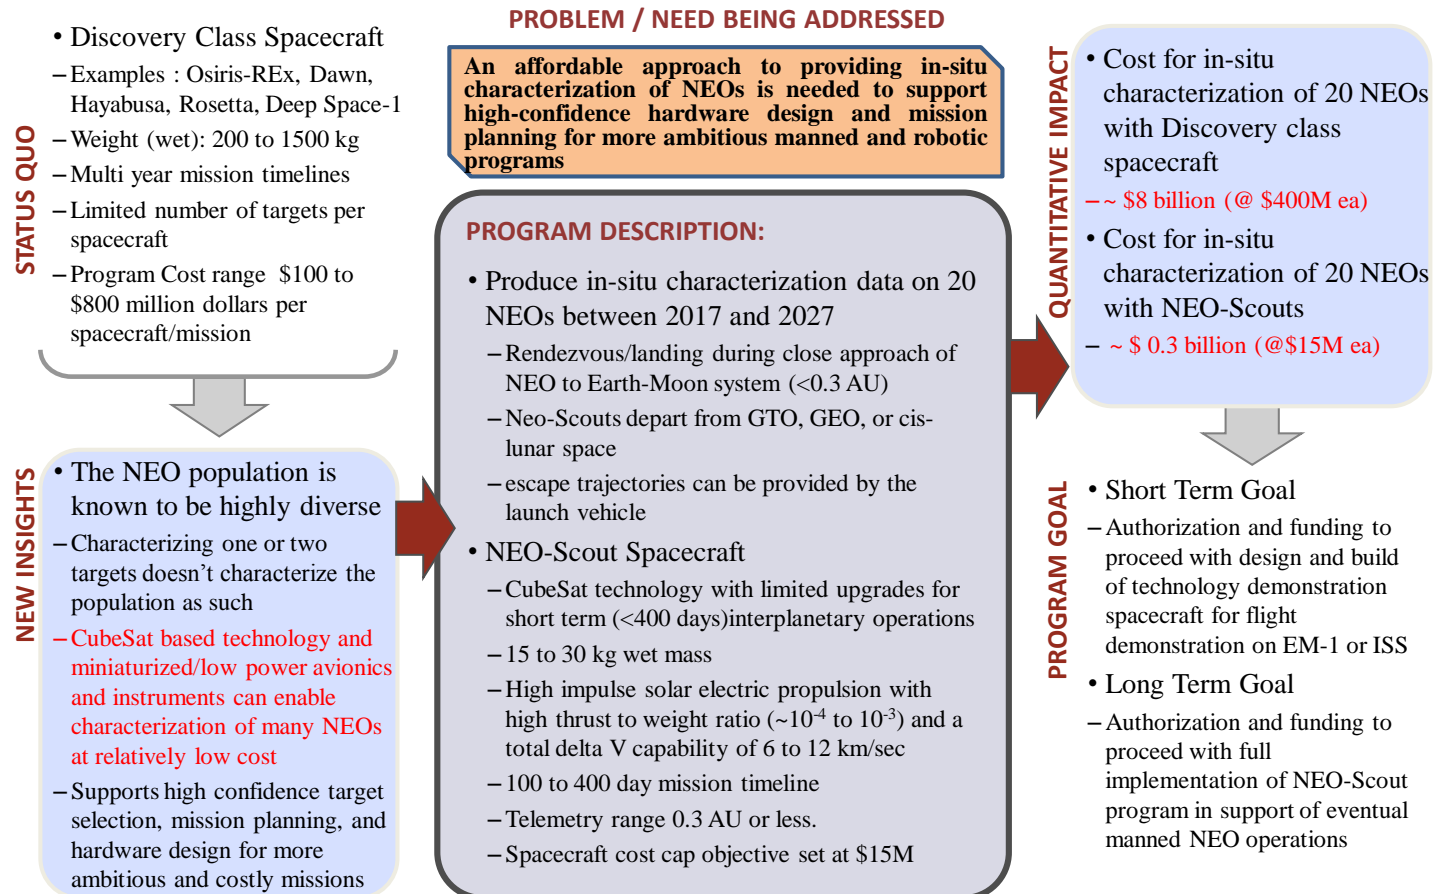 STATUS QUO
• Discovery Class Spacecraft
– Examples : Osiris-REx, Dawn,
Hayabusa, Rosetta, Deep Space-1
– Weight (wet): 200 to 1500 kg
– Multi year mission timelines
– Limited number of targets per
spacecraft
– Program Cost range  $100 to
$800 million dollars per
spacecraft/mission
NEW INSIGHTS
• The NEO population is
known to be highly diverse
– Characterizing one or two
targets doesn’t characterize the
population as such
– CubeSat based technology and
miniaturized/low power avionics
and instruments can enable
characterization of many NEOs
at relatively low cost
– Supports high confidence target
selection, mission planning, and
hardware design for more
ambitious and costly missions
PROBLEM / NEED BEING ADDRESSED
An affordable approach to providing in-situ
characterization of NEOs is needed to support
high-confidence hardware design and mission
planning for more ambitious manned and robotic
programs
PROGRAM DESCRIPTION:
• Produce in-situ characterization data on 20
NEOs between 2017 and 2027
– Rendezvous/landing during close approach of
NEO to Earth-Moon system (<0.3 AU)
– Neo-Scouts depart from GTO, GEO, or cis-
lunar space
– escape trajectories can be provided by the
launch vehicle
• NEO-Scout Spacecraft
– CubeSat technology with limited upgrades for
short term (<400 days)interplanetary operations
– 15 to 30 kg wet mass
– High impulse solar electric propulsion with
high thrust to weight ratio (~10⁻⁴ to 10⁻³) and a
total delta V capability of 6 to 12 km/sec
– 100 to 400 day mission timeline
– Telemetry range 0.3 AU or less.
– Spacecraft cost cap objective set at $15M
QUANTITATIVE IMPACT
• Cost for in-situ
characterization of 20 NEOs
with Discovery class
spacecraft
– ~ $8 billion (@ $400M ea)
• Cost for in-situ
characterization of 20 NEOs
with NEO-Scouts
– ~ $ 0.3 billion (@$15M ea)
PROGRAM GOAL
• Short Term Goal
– Authorization and funding to
proceed with design and build
of technology demonstration
spacecraft for flight
demonstration on EM-1 or ISS
• Long Term Goal
– Authorization and funding to
proceed with full
implementation of NEO-Scout
program in support of eventual
manned NEO operations